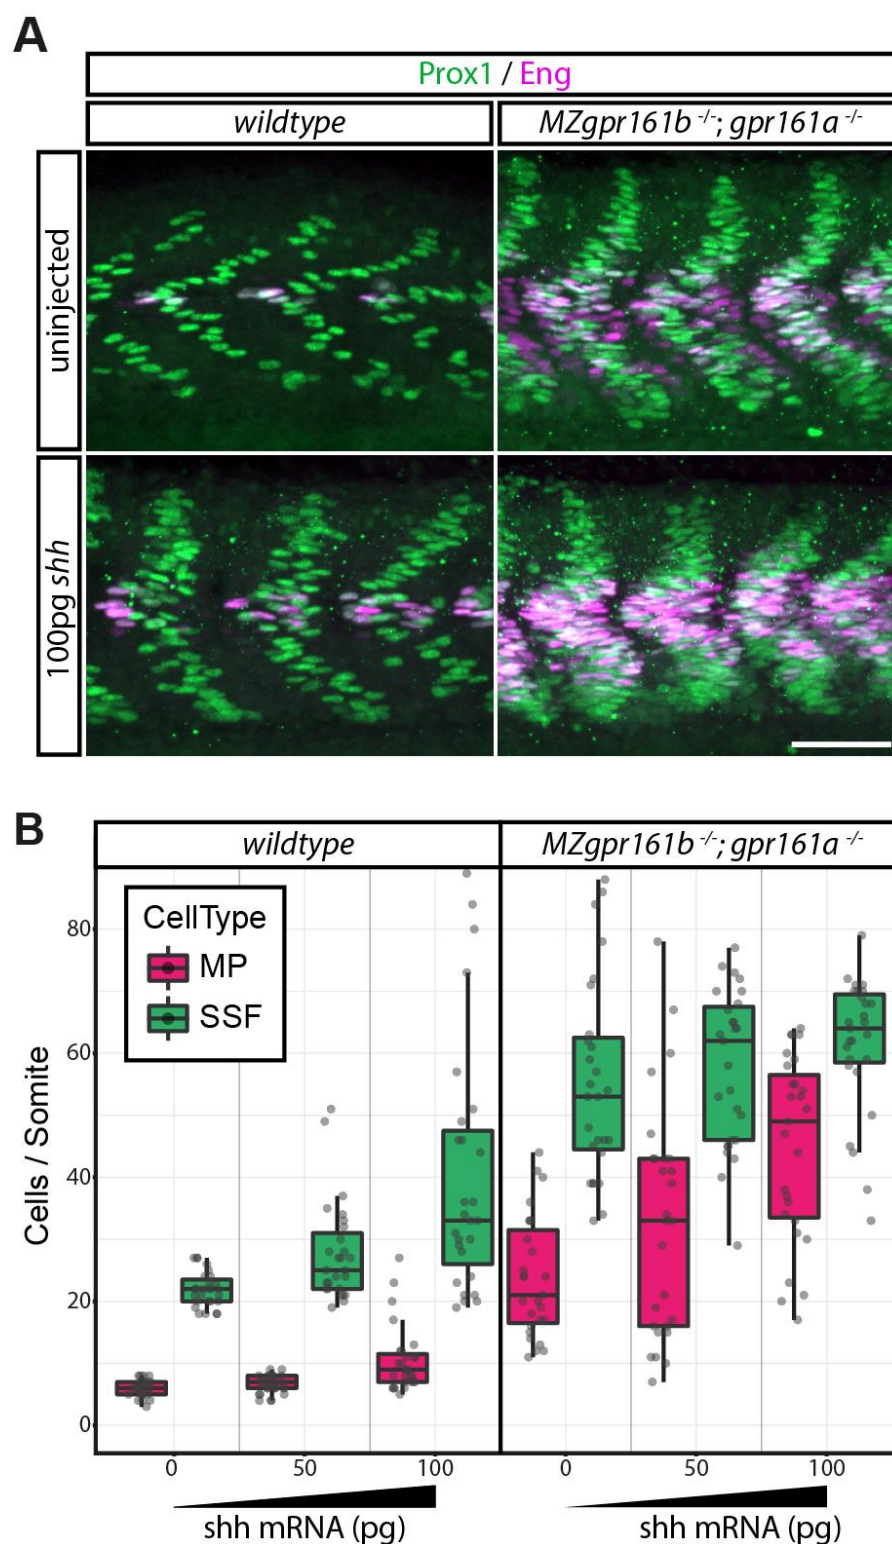 A
Prox1 / Eng
wildtype
MZgpr161b -/-; gpr161a -/-
uninjected
100pg shh
B
wildtype
MZgpr161b -/-; gpr161a -/-
CellType
MP
SSF
Cells / Somite
80
60
40
20
0
0 50 100
0 50 100
shh mRNA (pg)
shh mRNA (pg)